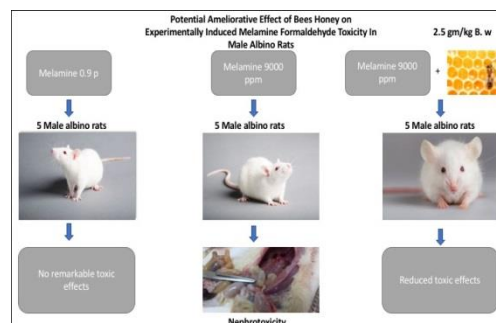 Potential Ameliorative Effect of Bees Honey on
Experimentally Induced Melamine Formaldehyde Toxicity In
Male Albino Rats
2.5 gm/kg B. w
Melamine 0.9 p
Melamine 9000
ppm
Melamine 9000
ppm
+
5 Male albino rats
5 Male albino rats
5 Male albino rats
No remarkable toxic
effects
Nephrotoxicity
Reduced toxic effects